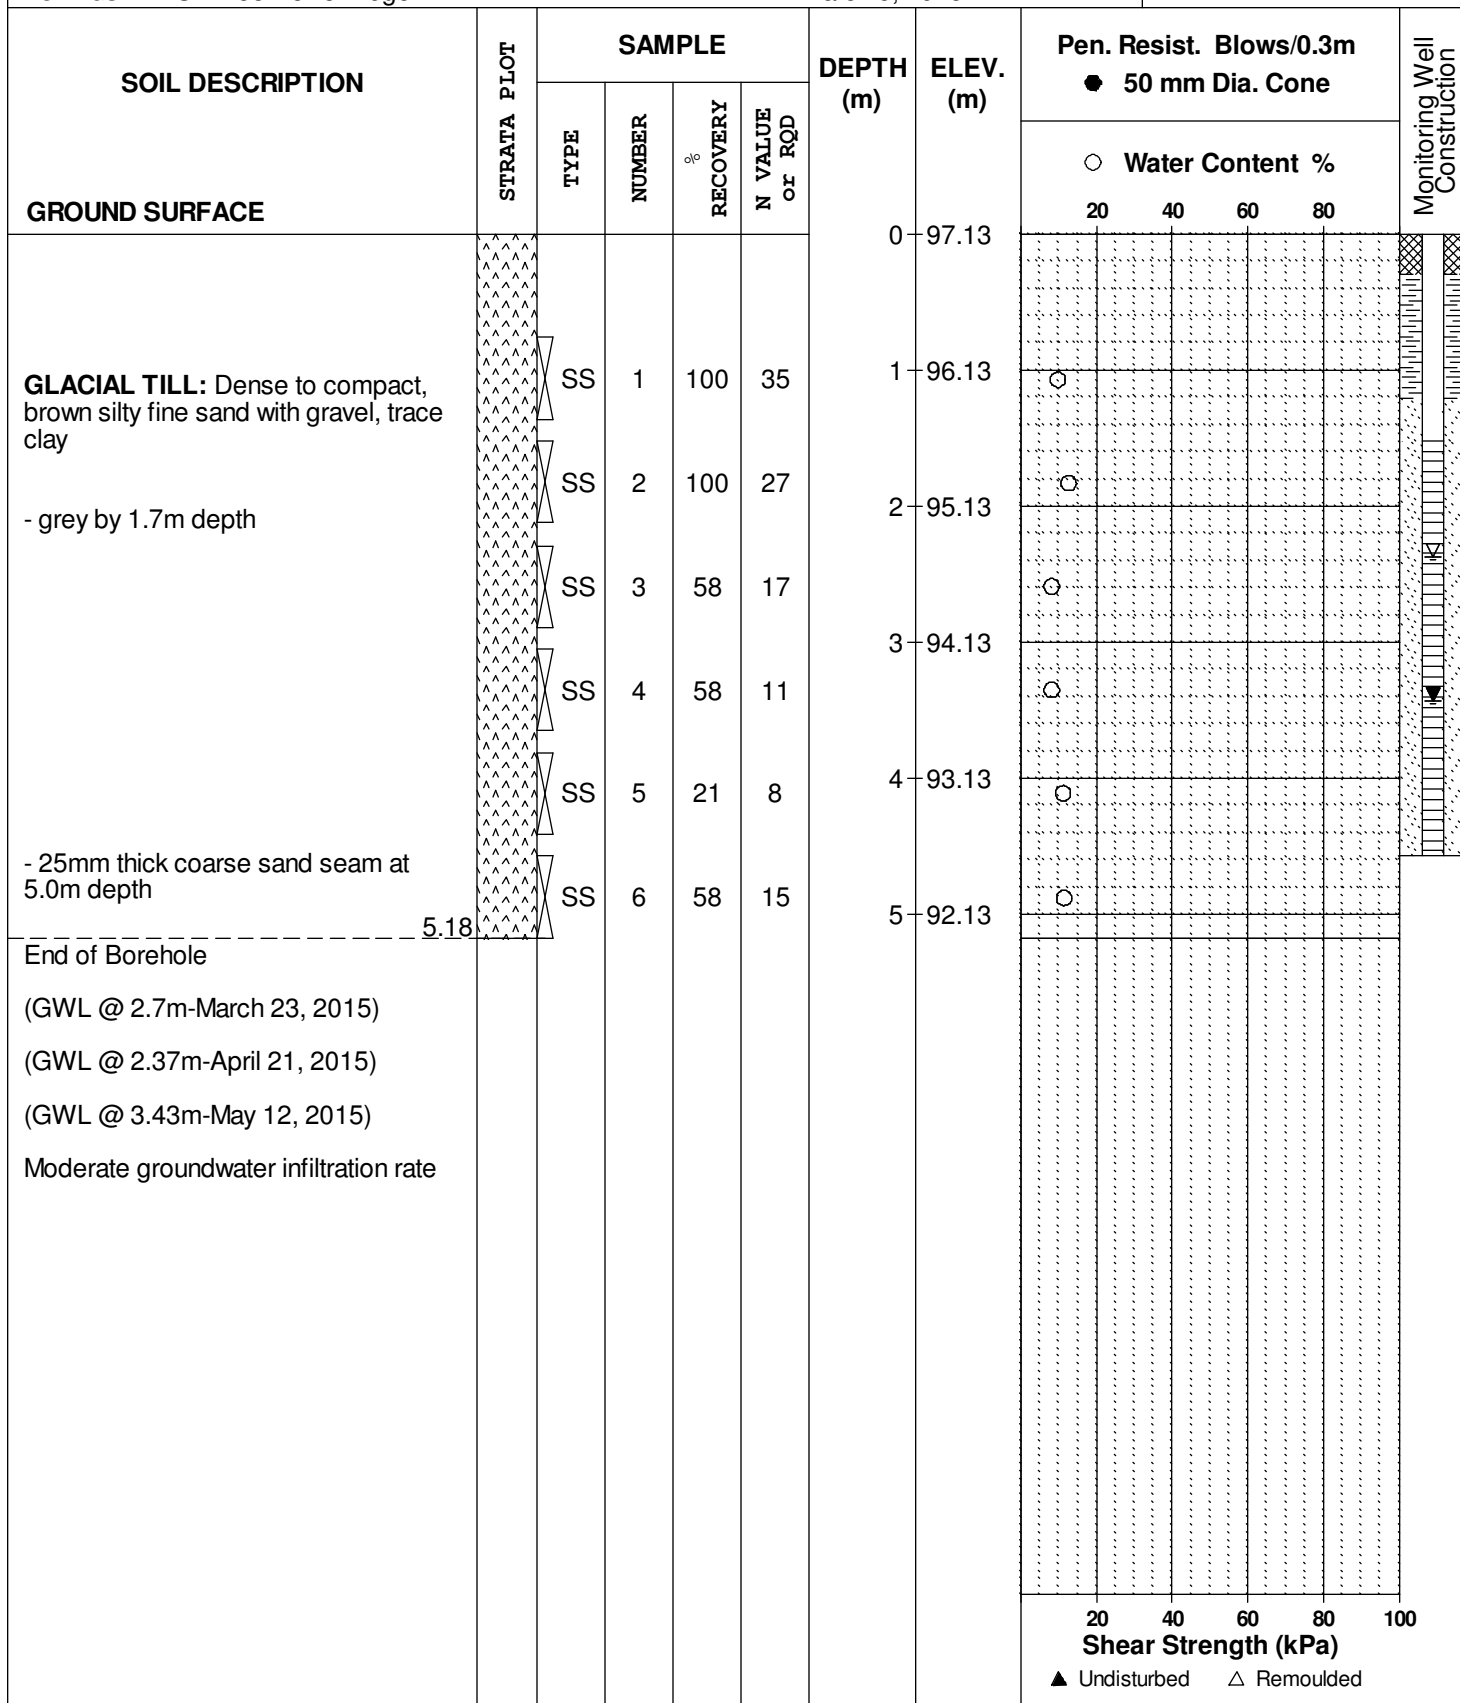 SOIL DESCRIPTION
GROUND SURFACE
STRATA PLOT
SAMPLE
TYPE
NUMBER
%
RECOVERY
N VALUE
or RQD
DEPTH
(m)
ELEV.
(m)
Pen. Resist. Blows/0.3m
● 50 mm Dia. Cone
○ Water Content %
20 40 60 80
Monitoring Well
Construction
0 97.13
GLACIAL TILL: Dense to compact,
brown silty fine sand with gravel, trace
clay
SS 1 100 35
1 96.13
SS 2 100 27
- grey by 1.7m depth
2 95.13
SS 3 58 17
3 94.13
SS 4 58 11
4 93.13
SS 5 21 8
- 25mm thick coarse sand seam at
5.0m depth
SS 6 58 15
5 92.13
5.18
End of Borehole
(GWL @ 2.7m-March 23, 2015)
(GWL @ 2.37m-April 21, 2015)
(GWL @ 3.43m-May 12, 2015)
Moderate groundwater infiltration rate
20 40 60 80 100
Shear Strength (kPa)
▲ Undisturbed △ Remoulded